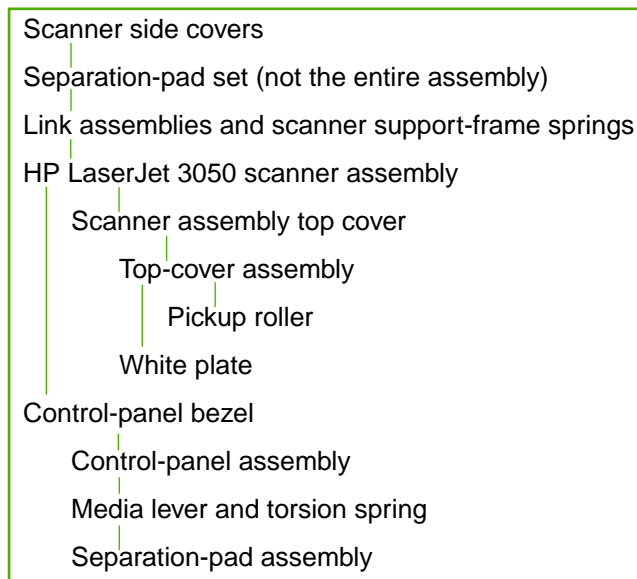 Scanner side covers
Separation-pad set (not the entire assembly)
Link assemblies and scanner support-frame springs
HP LaserJet 3050 scanner assembly
Scanner assembly top cover
Top-cover assembly
Pickup roller
White plate
Control-panel bezel
Control-panel assembly
Media lever and torsion spring
Separation-pad assembly